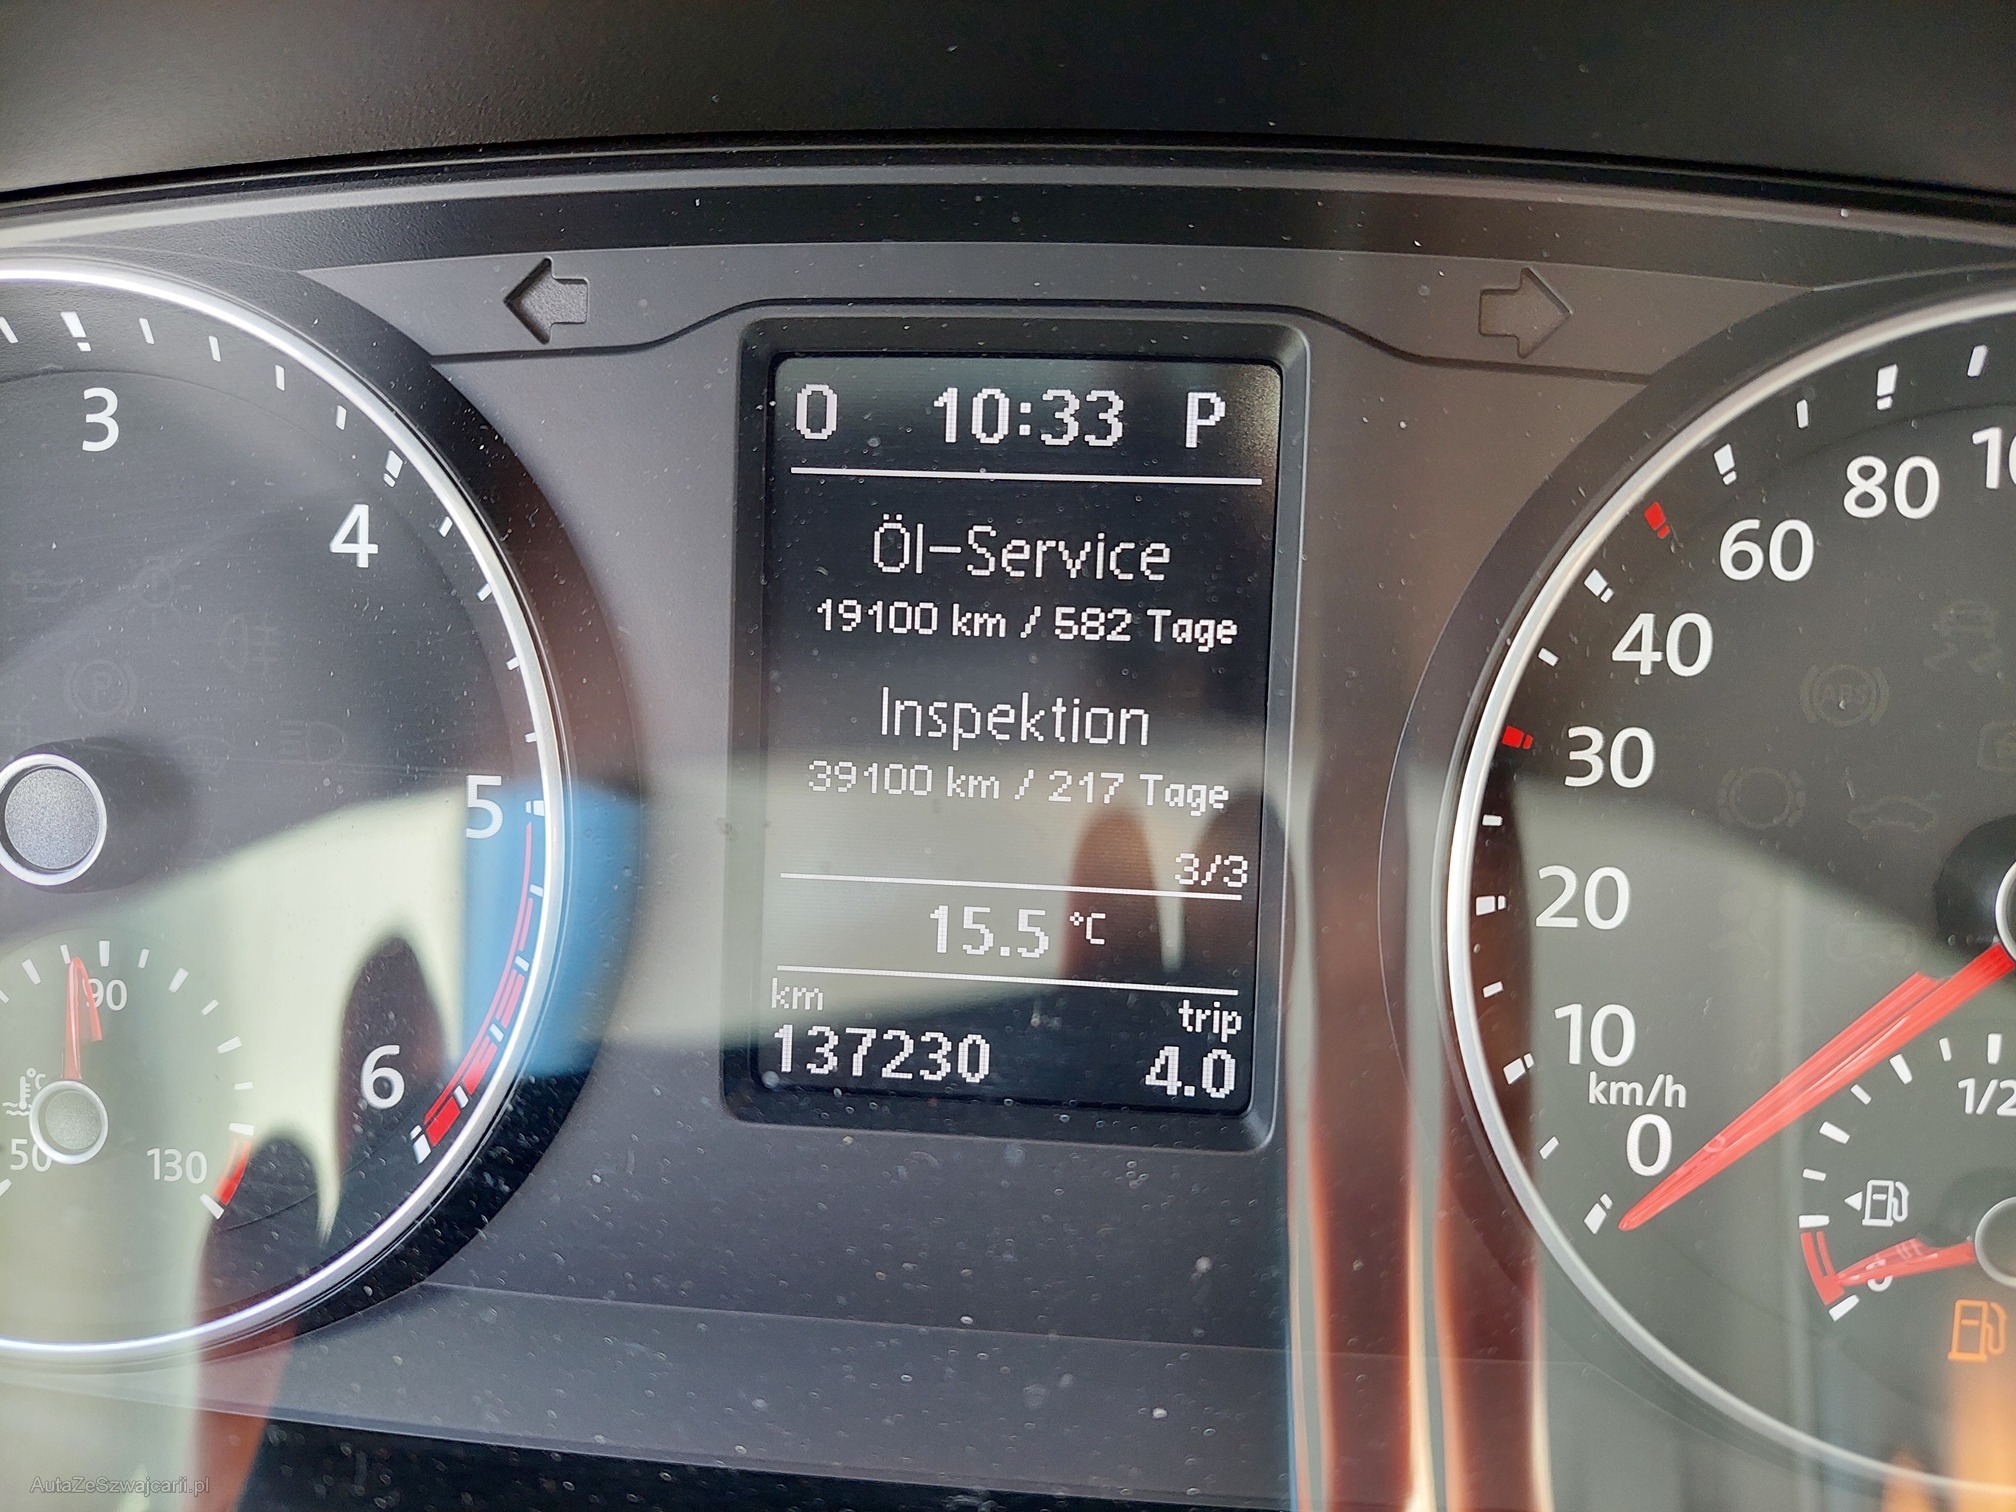 0 10:33 P
Öl-Service
19100 km / 582 Tage
Inspektion
39100 km / 217 Tage
3/3
15.5 °C
km
137230
trip
4.0
3
4
5
6
90
°C
50
130
80
60
40
30
20
10
km/h
0
ABS
1/2
0
AutaZeSzwajcarii.pl